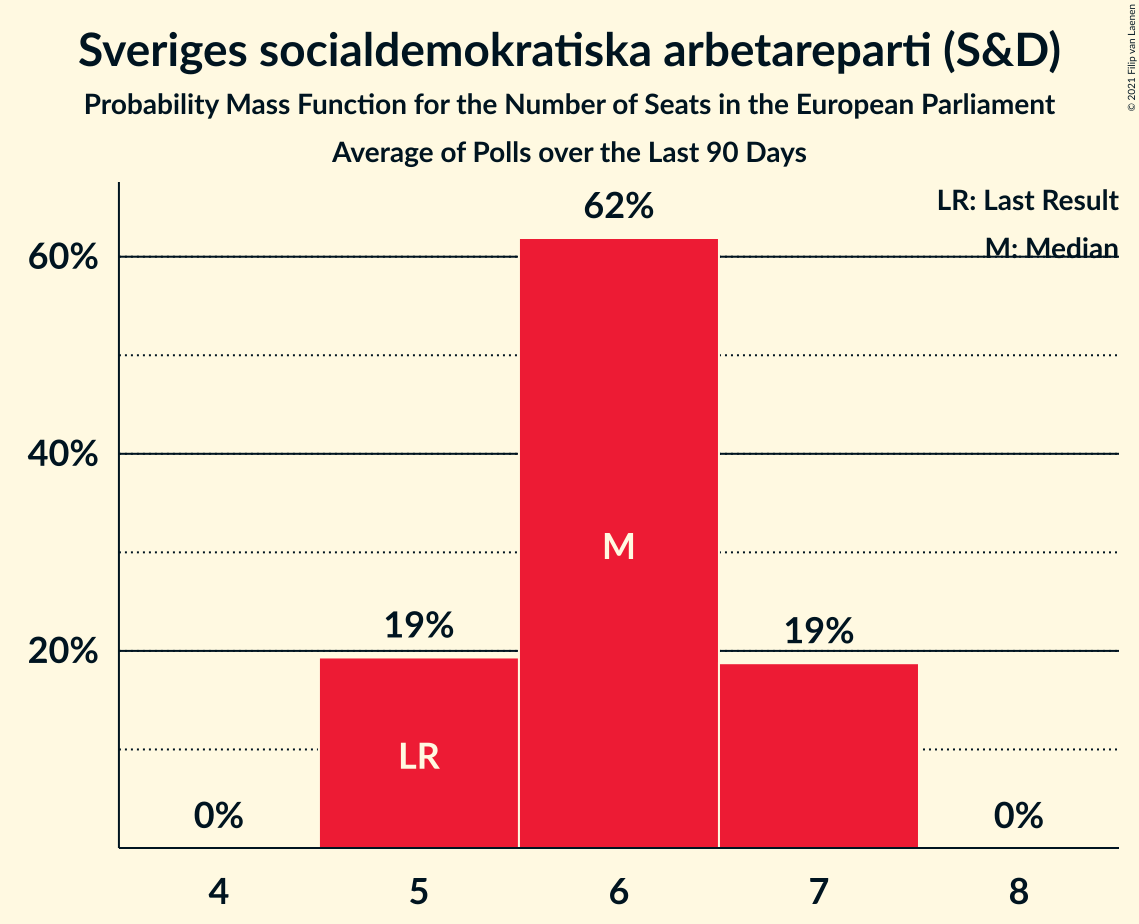 Sveriges socialdemokratiska arbetareparti (S&D)
Probability Mass Function for the Number of Seats in the European Parliament
Average of Polls over the Last 90 Days
© 2021 Filip van Laenen
LR: Last Result
M: Median
62%
60%
40%
M
19%
19%
20%
LR
0%
0%
4 5 6 7 8